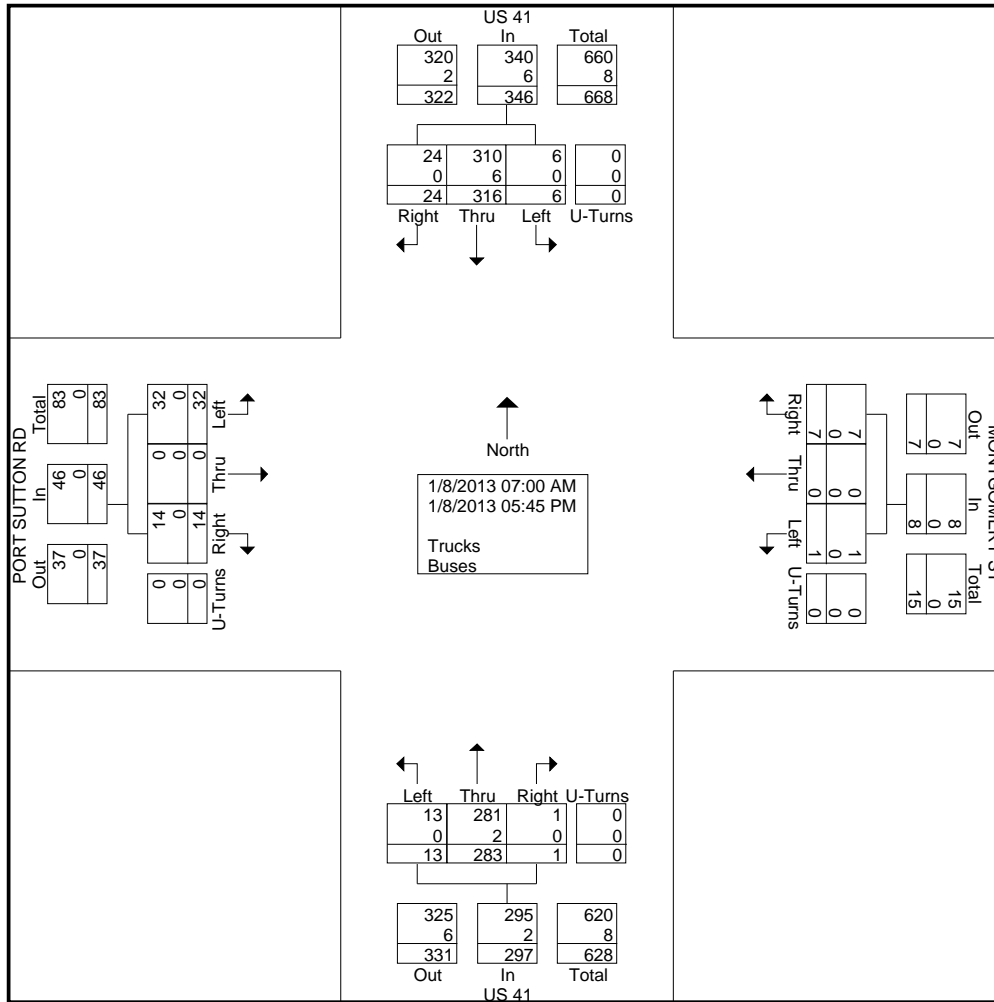 US 41
Out In Total
320 340 660
2 6 8
322 346 668
24 310 6 0
0 6 0 0
24 316 6 0
Right Thru Left U-Turns
PORT SUTTON RD
Total In Out
83 46 37
0 0 0
83 46 37
Left Thru Right U-Turns
32 0 14 0
0 0 0 0
32 0 14 0
North
1/8/2013 07:00 AM
1/8/2013 05:45 PM
Trucks
Buses
Right Thru Left U-Turns
7 0 1 0
0 0 0 0
7 0 1 0
Out In Total
7 8 15
0 0 0
7 8 15
Left Thru Right U-Turns
13 281 1 0
0 2 0 0
13 283 1 0
325 295 620
6 2 8
331 297 628
Out In Total
US 41